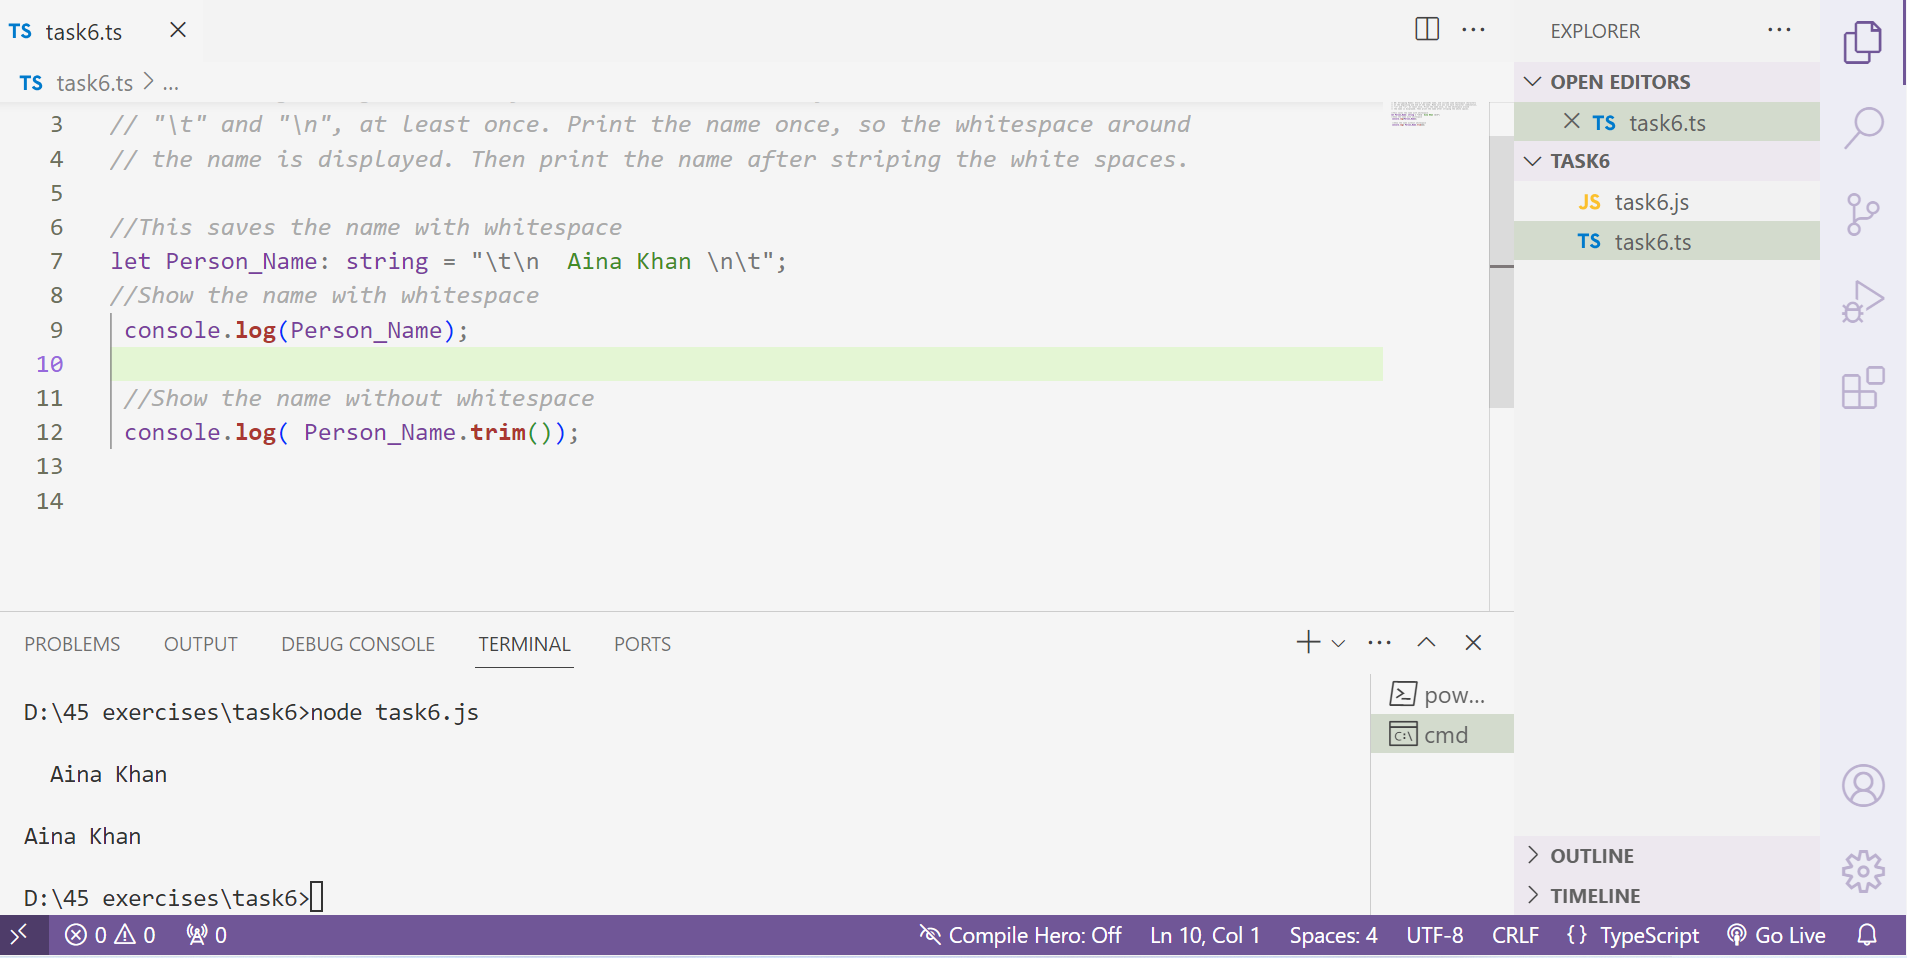 TS task6.ts
EXPLORER
TS task6.ts > ...
OPEN EDITORS
TS task6.ts
TASK6
JS task6.js
TS task6.ts
3 // "\t" and "\n", at least once. Print the name once, so the whitespace around
4 // the name is displayed. Then print the name after striping the white spaces.
5
6 //This saves the name with whitespace
7 let Person_Name: string = "\t\n  Aina Khan \n\t";
8 //Show the name with whitespace
9 console.log(Person_Name);
10
11 //Show the name without whitespace
12 console.log( Person_Name.trim());
13
14
PROBLEMS OUTPUT DEBUG CONSOLE TERMINAL PORTS
D:\45 exercises\task6>node task6.js
Aina Khan
Aina Khan
D:\45 exercises\task6>
pow...
C:\ cmd
OUTLINE
TIMELINE
0 0 0 Compile Hero: Off Ln 10, Col 1 Spaces: 4 UTF-8 CRLF {} TypeScript Go Live